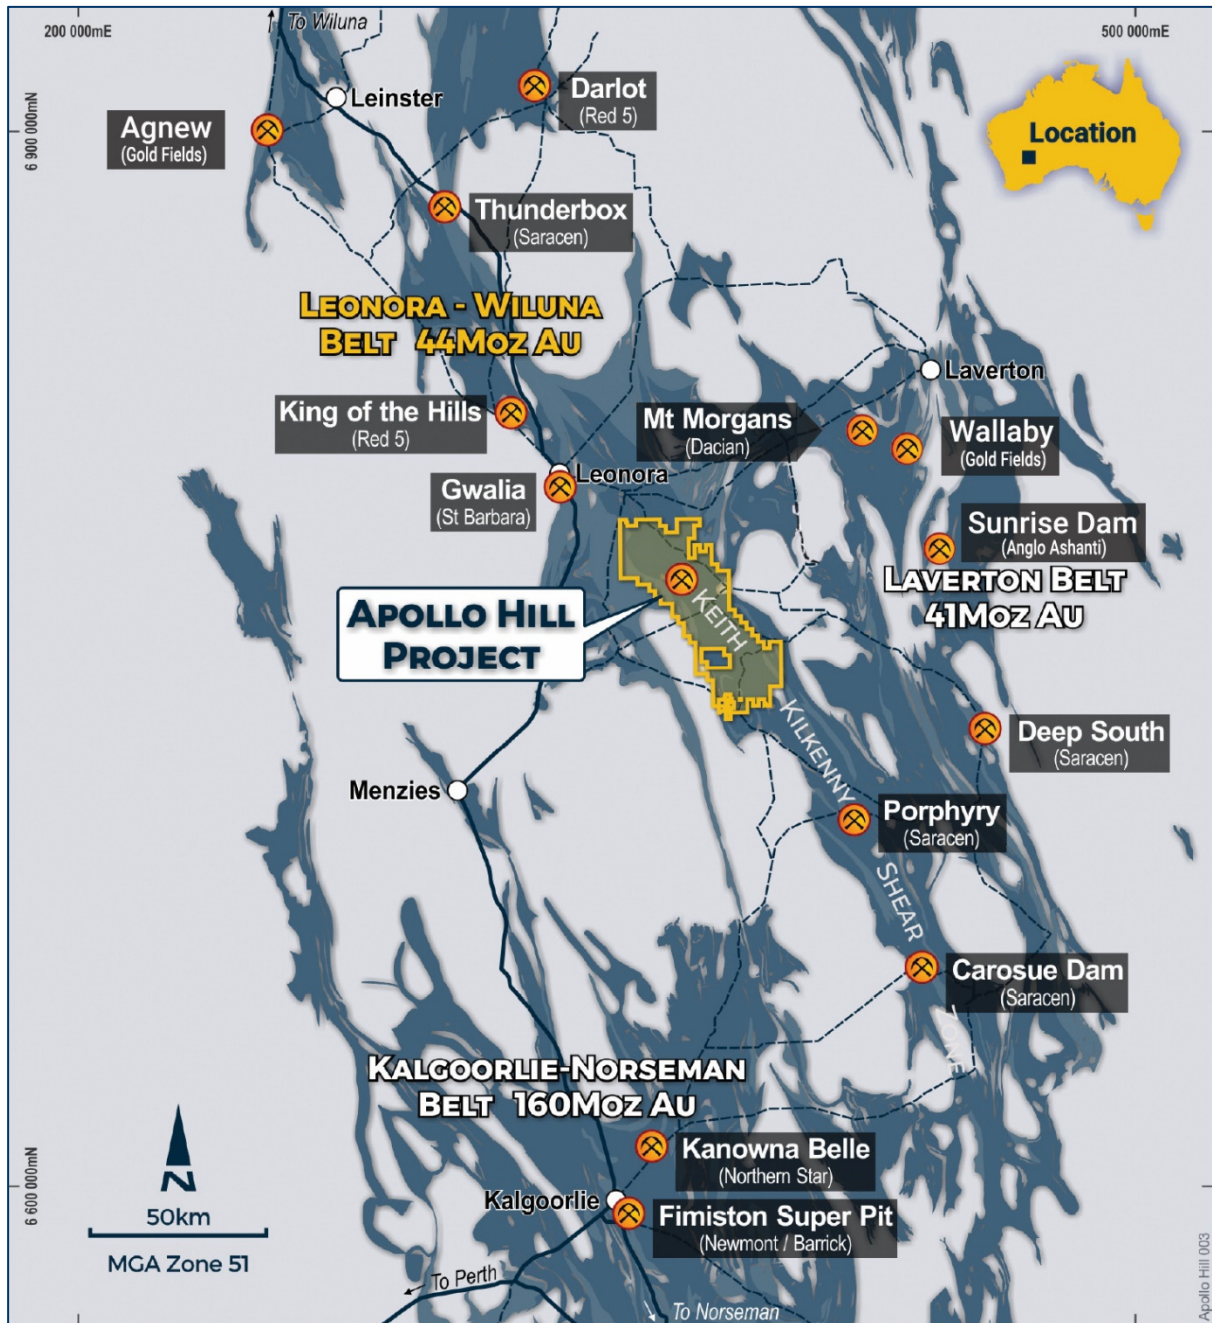 To Wiluna
200 000mE
500 000mE
6 900 000mN
Leinster
Darlot
(Red 5)
Agnew
(Gold Fields)
Location
Thunderbox
(Saracen)
LEONORA - WILUNA
BELT 44MOZ AU
Laverton
King of the Hills
(Red 5)
Mt Morgans
(Dacian)
Wallaby
(Gold Fields)
Leonora
Gwalia
(St Barbara)
Sunrise Dam
(Anglo Ashanti)
LAVERTON BELT
41MOZ AU
APOLLO HILL
PROJECT
KEITH
KILKENNY
SHEAR
ZONE
Deep South
(Saracen)
Menzies
Porphyry
(Saracen)
Carosue Dam
(Saracen)
KALGOORLIE-NORSEMAN
BELT 160MOZ AU
Kanowna Belle
(Northern Star)
6 600 000mN
N
50km
MGA Zone 51
Kalgoorlie
Fimiston Super Pit
(Newmont / Barrick)
To Perth
To Norseman
Apollo Hill 003